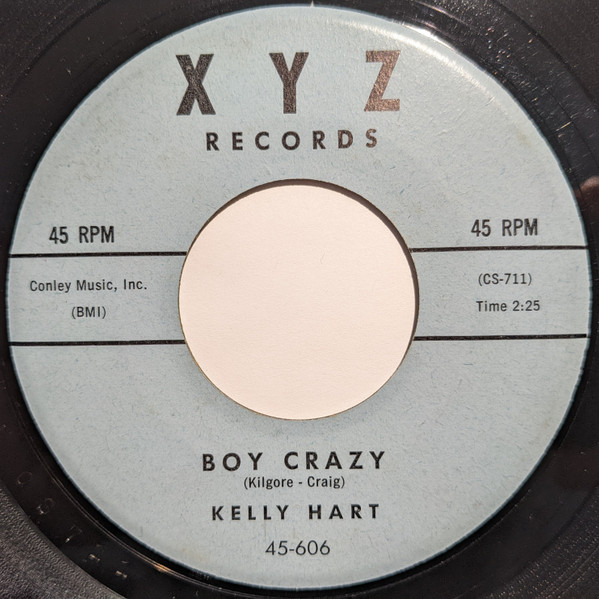 X Y Z
RECORDS
45 RPM
45 RPM
Conley Music, Inc.
(BMI)
(CS-711)
Time 2:25
BOY CRAZY
(Kilgore - Craig)
KELLY HART
45-606